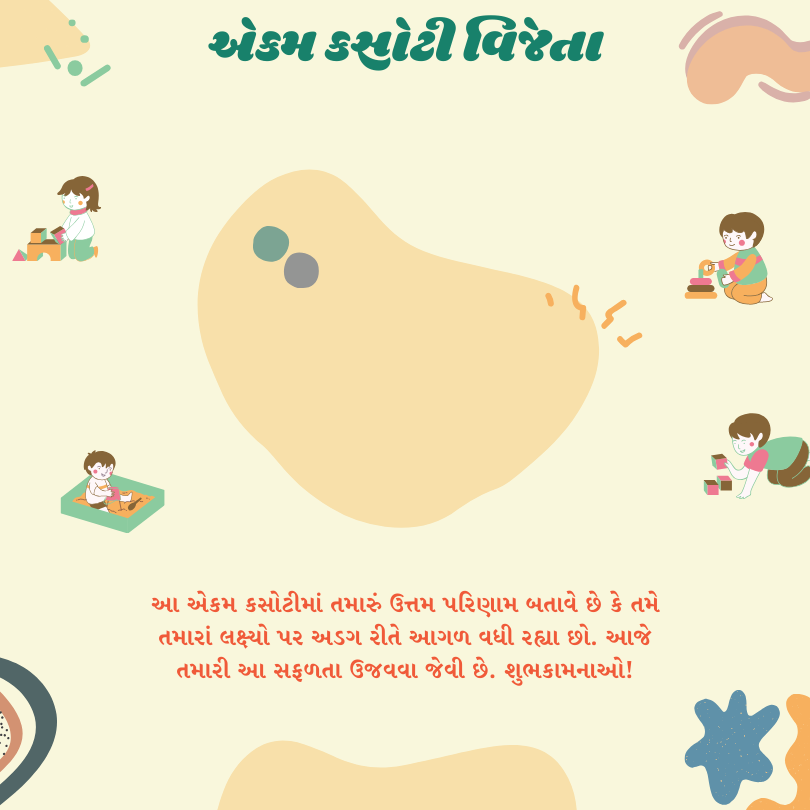 એકમ કસોટી વિજેતા
આ એકમ કસોટીમાં તમારું ઉત્તમ પરિણામ બતાવે છે કે તમે
તમારાં લક્ષ્યો પર અડગ રીતે આગળ વધી રહ્યા છો. આજે
તમારી આ સફળતા ઉજવવા જેવી છે. શુભકામનાઓ!